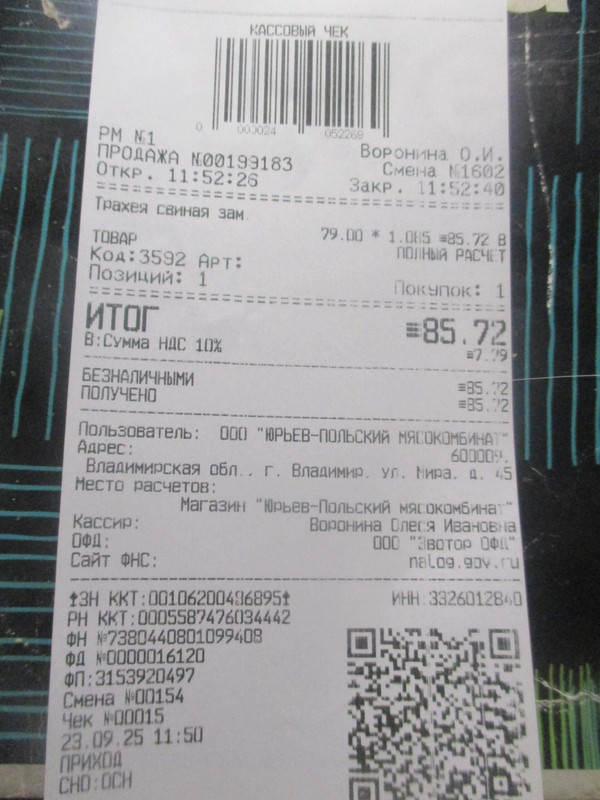 КАССОВЫЙ ЧЕК
0 000024 052268
РМ №1 Воронина О.И.
ПРОДАЖА №00199183 Смена №1602
Откр. 11:52:26 Закр. 11:52:40
Трахея свиная зам.
79.00 * 1.085 ≡85.72 В
ТОВАР ПОЛНЫЙ РАСЧЕТ
Код:3592 Арт:
Позиций: 1 Покупок: 1
ИТОГ ≡85.72
В:Сумма НДС 10% ≡7.79
БЕЗНАЛИЧНЫМИ ≡85.72
ПОЛУЧЕНО ≡85.72
Пользователь: ООО "ЮРЬЕВ-ПОЛЬСКИЙ МЯСОКОМБИНАТ"
Адрес: 600009,
Владимирская обл., г. Владимир, ул. Мира, д. 45
Место расчетов:
Магазин "Юрьев-Польский мясокомбинат"
Кассир: Воронина Олеся Ивановна
ОФД: ООО "Эвотор ОФД"
Сайт ФНС: nalog.gov.ru
↑ЗН ККТ:00106200486895↑ ИНН:3326012840
РН ККТ:0005587476034442
ФН №7380440801099408
ФД №0000016120
ФП:3153920497
Смена №00154
Чек №00015
23.09.25 11:50
ПРИХОД
СНО:ОСН